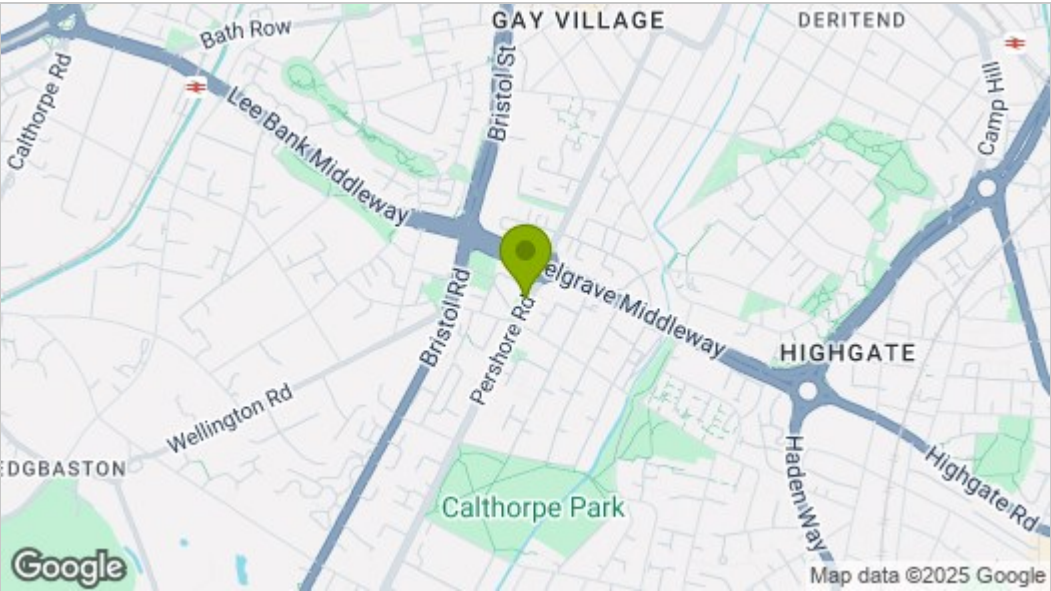 GAY VILLAGE
DERITEND
Bath Row
Bristol St
Calthorpe Rd
Camp Hill
Lee Bank Middleway
elgrave Middleway
Bristol Rd
Pershore Rd
HIGHGATE
Wellington Rd
EDGBASTON
Haden Way
Highgate Rd
Calthorpe Park
Google
Map data ©2025 Google